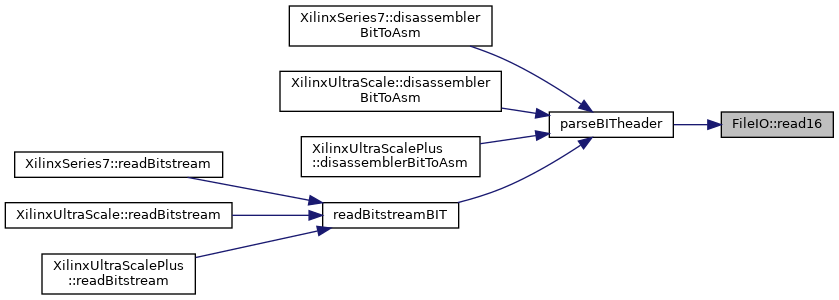 XilinxSeries7::disassembler
BitToAsm
XilinxUltraScale::disassembler
BitToAsm
parseBITheader
FileIO::read16
XilinxUltraScalePlus
::disassemblerBitToAsm
XilinxSeries7::readBitstream
XilinxUltraScale::readBitstream
readBitstreamBIT
XilinxUltraScalePlus
::readBitstream